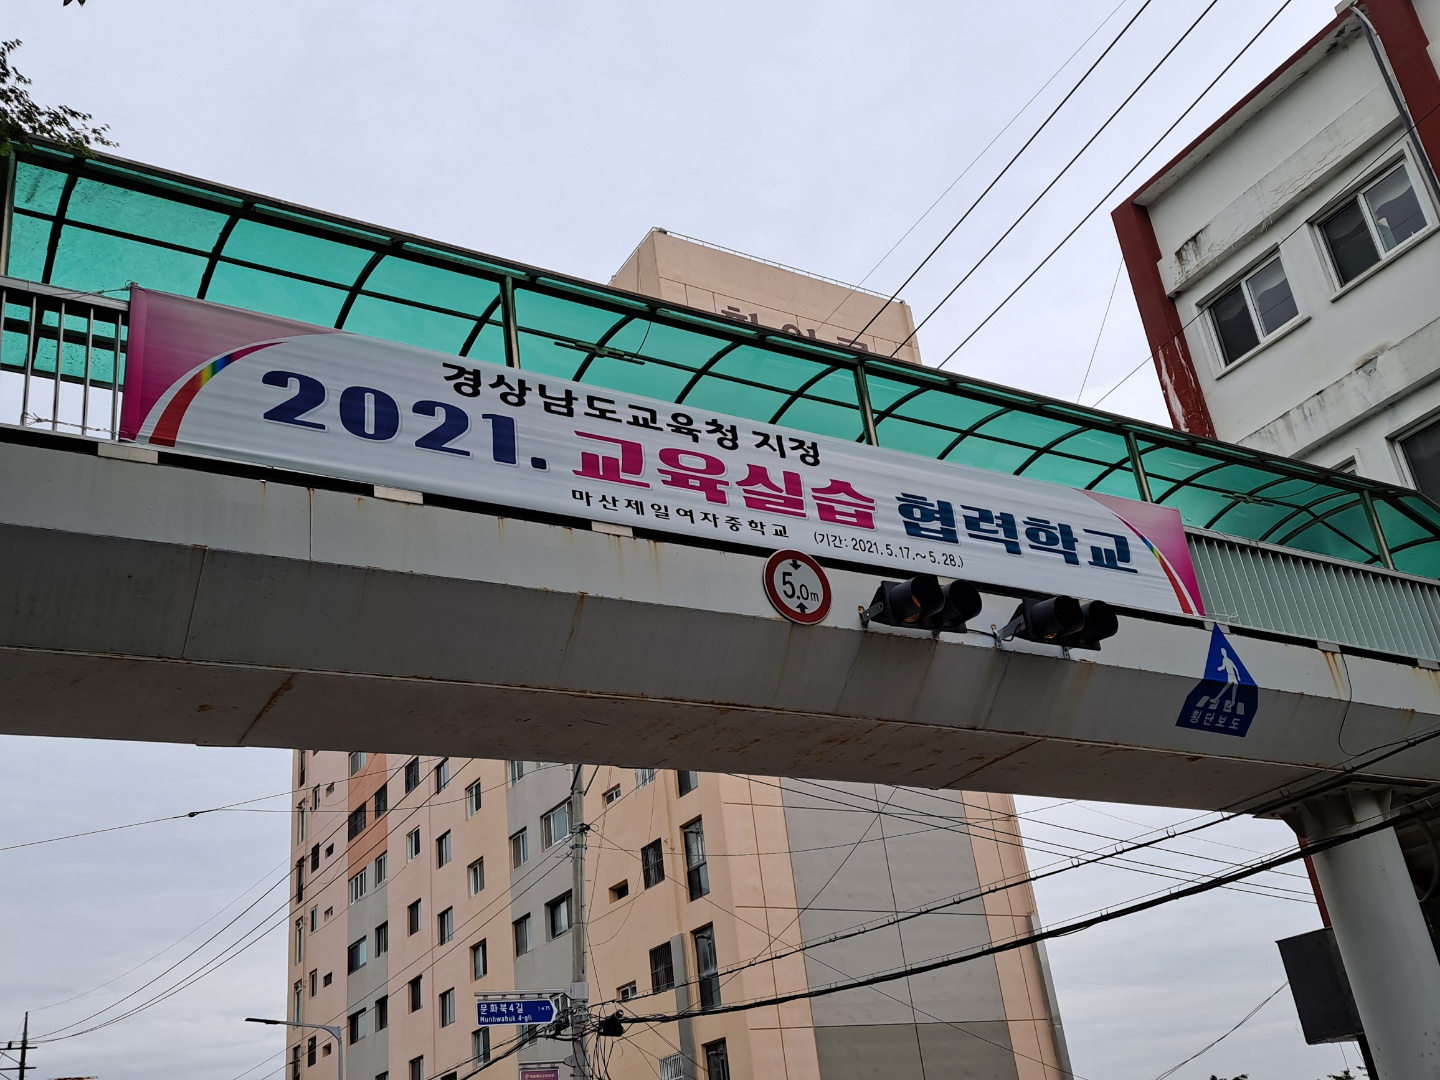 경상남도교육청 지정
2021. 교육실습 협력학교
마산제일여자중학교 (기간: 2021. 5. 17. ~ 5. 28.)
5.0m
횡단보도
문화북4길
Munhwabuk 4-gil